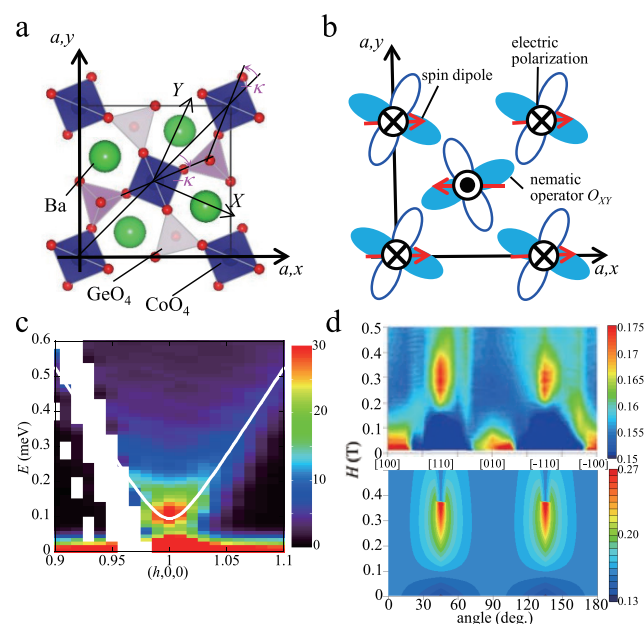 a
a,y
Y
κ
κ
X
Ba
GeO4
CoO4
a,x
b
a,y
electric
polarization
spin dipole
nematic
operator OXY
a,x
c
0.6
0.5
0.4
0.3
0.2
0.1
0
E (meV)
0.9
0.95
1.0
1.05
1.1
(h,0,0)
30
20
10
0
d
0.5
0.4
0.3
0.2
0.1
0
H (T)
[100]
[110]
[010]
[-110]
[-100]
0.175
0.17
0.165
0.16
0.155
0.15
0.4
0.3
0.2
0.1
0
0
30
60
90
120
150
180
angle (deg.)
0.27
0.20
0.13